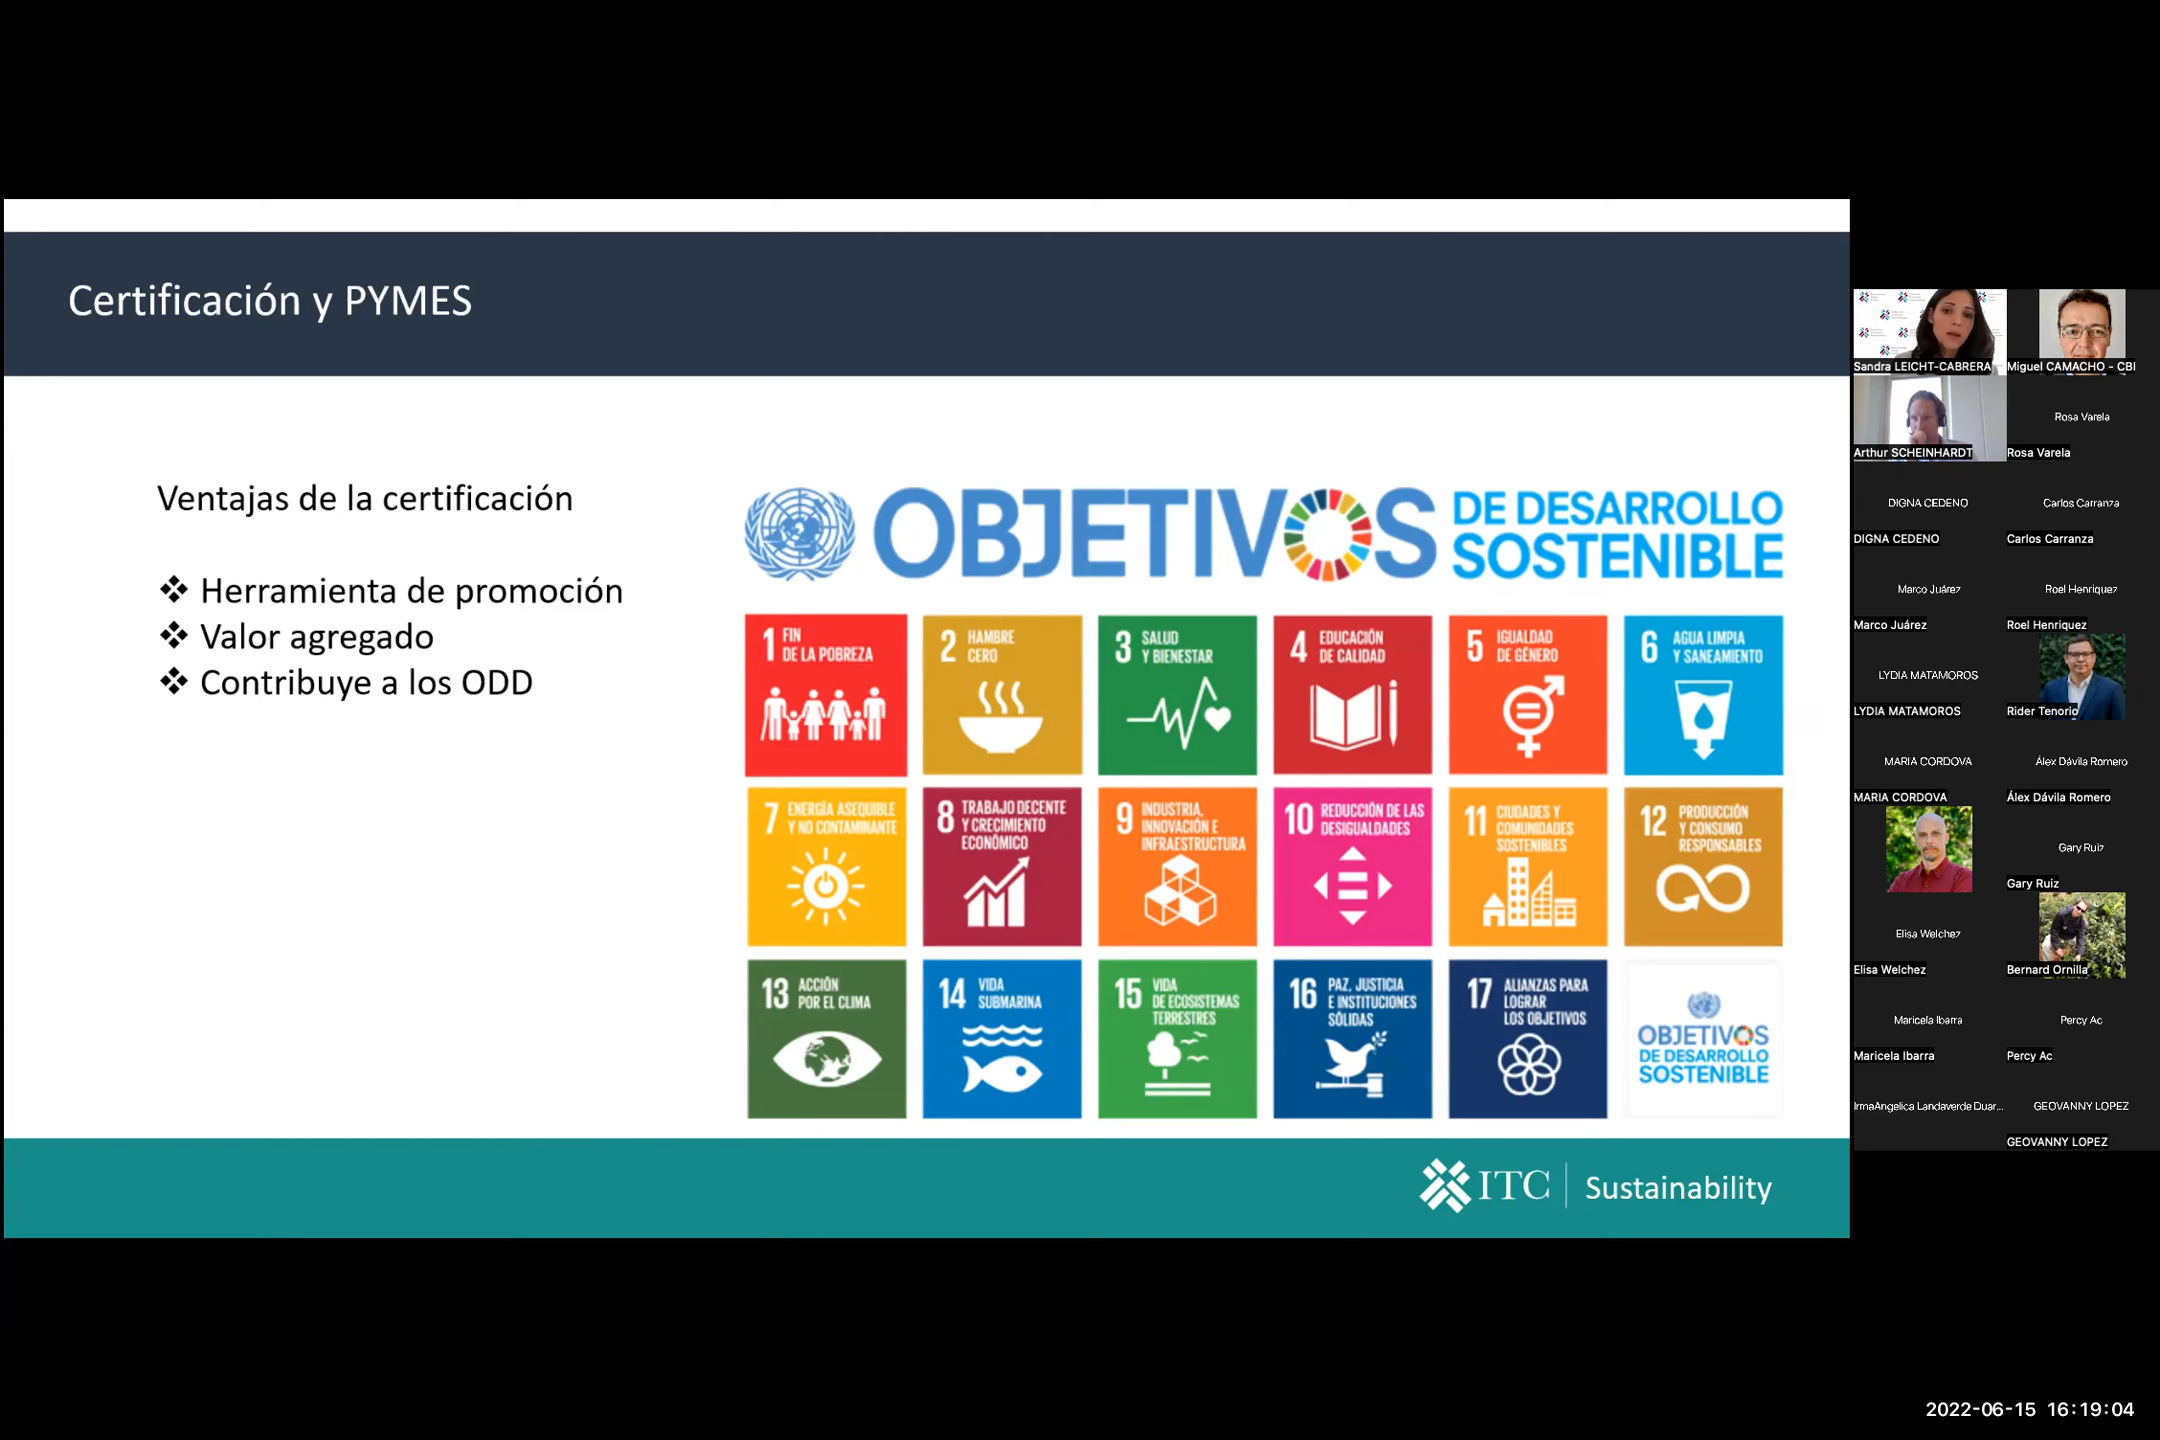 Certificación y PYMES
Ventajas de la certificación
❖ Herramienta de promoción
❖ Valor agregado
❖ Contribuye a los ODD
OBJETIVOS
DE DESARROLLO
SOSTENIBLE
1 FIN
DE LA POBREZA
2 HAMBRE
CERO
3 SALUD
Y BIENESTAR
4 EDUCACIÓN
DE CALIDAD
5 IGUALDAD
DE GÉNERO
6 AGUA LIMPIA
Y SANEAMIENTO
7 ENERGÍA ASEQUIBLE
Y NO CONTAMINANTE
8 TRABAJO DECENTE
Y CRECIMIENTO
ECONÓMICO
9 INDUSTRIA,
INNOVACIÓN E
INFRAESTRUCTURA
10 REDUCCIÓN DE LAS
DESIGUALDADES
11 CIUDADES Y
COMUNIDADES
SOSTENIBLES
12 PRODUCCIÓN
Y CONSUMO
RESPONSABLES
13 ACCIÓN
POR EL CLIMA
14 VIDA
SUBMARINA
15 VIDA
DE ECOSISTEMAS
TERRESTRES
16 PAZ, JUSTICIA
E INSTITUCIONES
SÓLIDAS
17 ALIANZAS PARA
LOGRAR
LOS OBJETIVOS
OBJETIVOS
DE DESARROLLO
SOSTENIBLE
ITC | Sustainability
Sandra LEICHT-CABRERA
Miguel CAMACHO - CBI
Arthur SCHEINHARDT
Rosa Varela
Rosa Varela
DIGNA CEDENO
DIGNA CEDENO
Carlos Carranza
Carlos Carranza
Marco Juárez
Marco Juárez
Roel Henriquez
Roel Henriquez
LYDIA MATAMOROS
LYDIA MATAMOROS
Rider Tenorio
MARIA CORDOVA
MARIA CORDOVA
Álex Dávila Romero
Álex Dávila Romero
Gary Ruiz
Gary Ruiz
Elisa Welchez
Elisa Welchez
Bernard Ornilla
Maricela Ibarra
Maricela Ibarra
Percy Ac
Percy Ac
IrmaAngelica Landaverde Duar...
GEOVANNY LOPEZ
GEOVANNY LOPEZ
2022-06-15 16:19:04